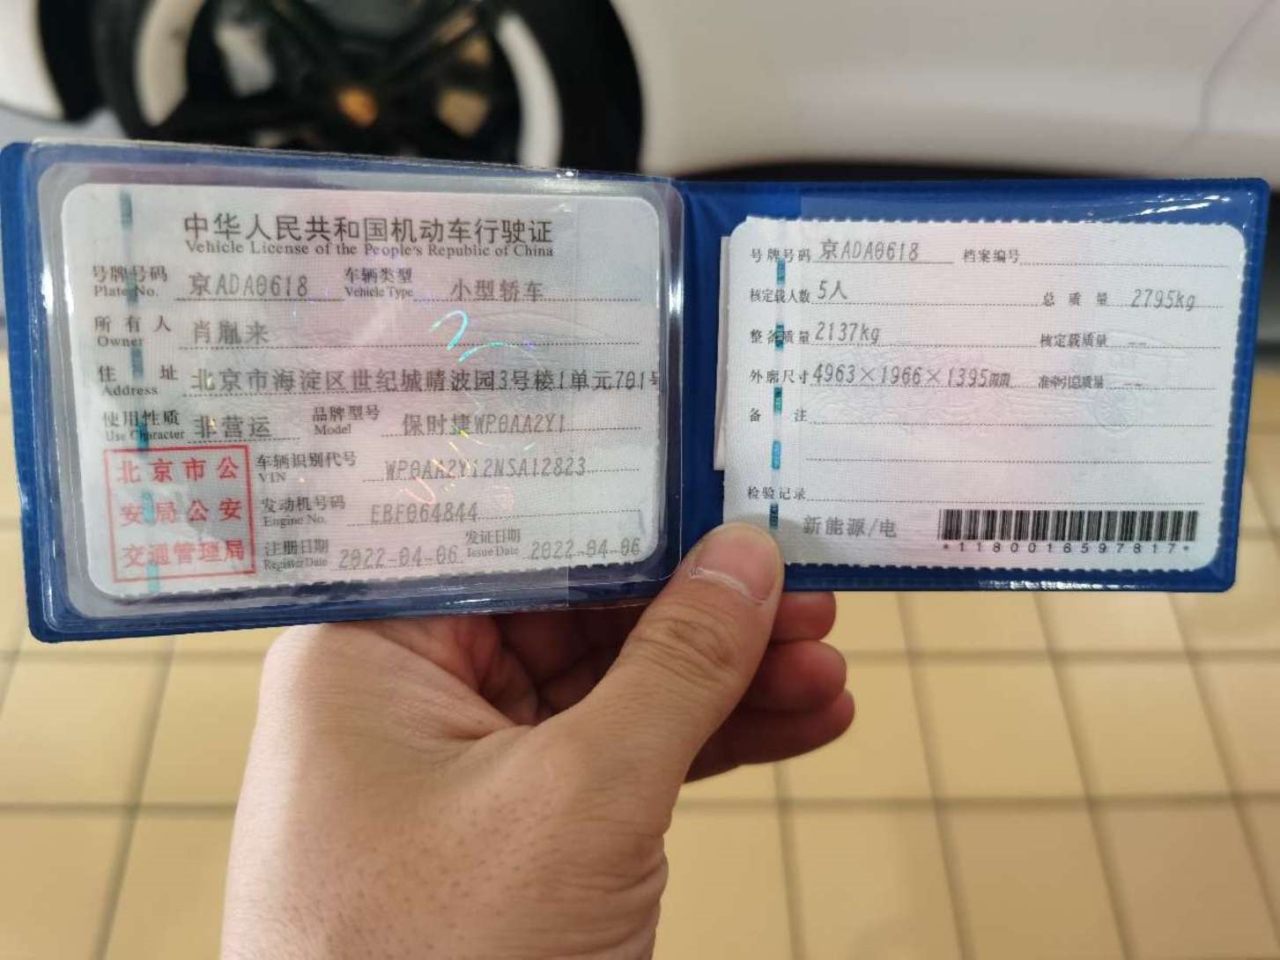 中华人民共和国机动车行驶证
Vehicle License of the People's Republic of China
号牌号码 京ADA0618 车辆类型 小型轿车
Plate No. Vehicle Type
所有人 肖胤来
Owner
住址 北京市海淀区世纪城晴波园3号楼1单元701号
Address
使用性质 非营运 品牌型号 保时捷WP0AA2Y1
Use Character Model
北京市公
安局公安
交通管理局
车辆识别代号 WP0AA2Y12NSA12823
VIN
发动机号码 EBF064844
Engine No.
注册日期 2022-04-06 发证日期 2022-04-06
Register Date Issue Date
号牌号码 京ADA0618 档案编号
核定载人数 5人 总质量 2795kg
整备质量 2137kg 核定载质量 --
外廓尺寸 4963×1966×1395 准牵引总质量 --
备注
检验记录
新能源/电
*1180016597817*